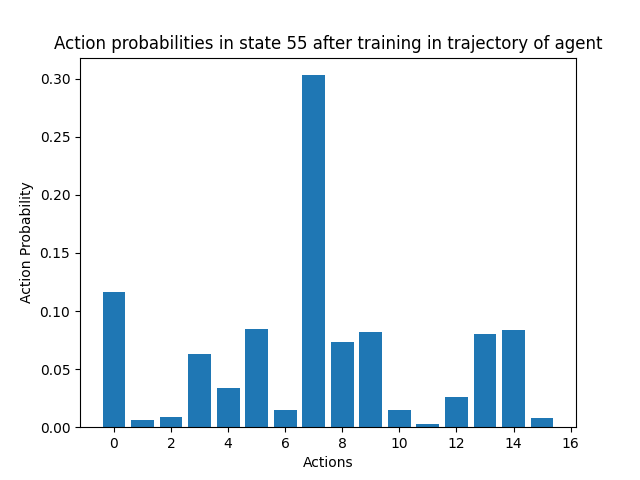 Action probabilities in state 55 after training in trajectory of agent
0.30
0.25
0.20
0.15
0.10
0.05
0.00
Action Probability
0 2 4 6 8 10 12 14 16
Actions